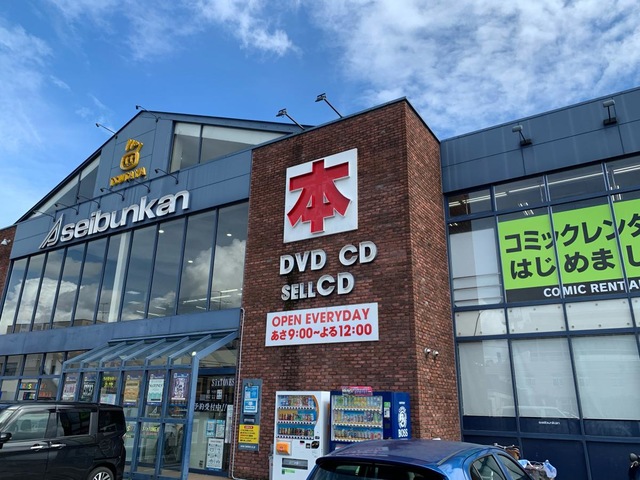 seibunkan
本
DVD CD
SELL CD
OPEN EVERYDAY
あさ9:00~よる12:00
コミックレンタ
はじめまし
COMIC RENTA
BOSS